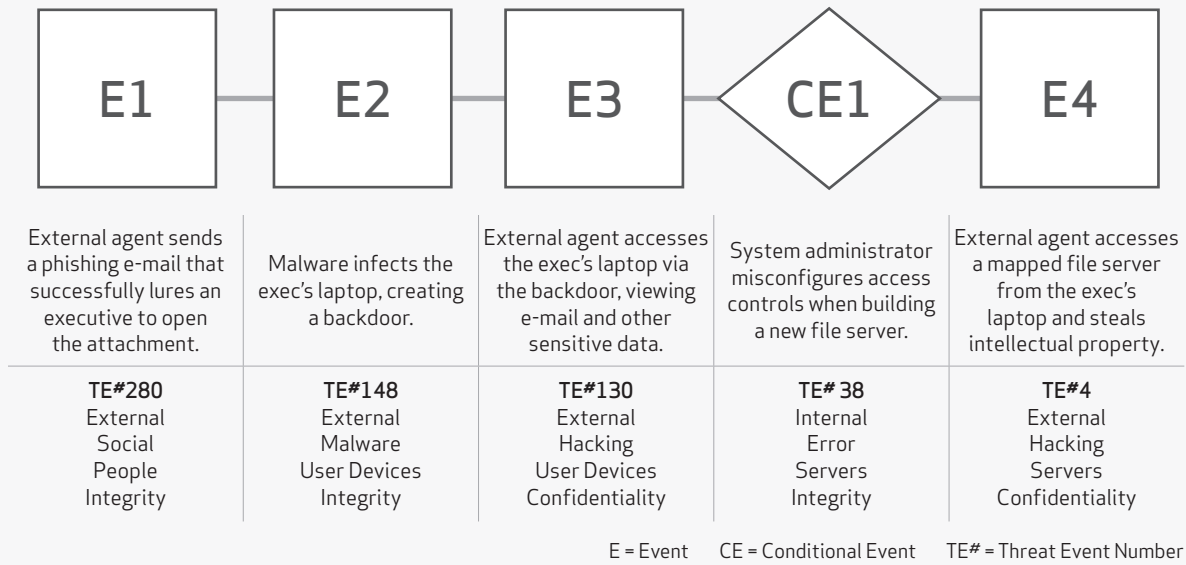 E1
E2
E3
CE1
E4
External agent sends
a phishing e-mail that
successfully lures an
executive to open
the attachment.
Malware infects the
exec's laptop, creating
a backdoor.
External agent accesses
the exec's laptop via
the backdoor, viewing
e-mail and other
sensitive data.
System administrator
misconfigures access
controls when building
a new file server.
External agent accesses
a mapped file server
from the exec's
laptop and steals
intellectual property.
TE#280
External
Social
People
Integrity
TE#148
External
Malware
User Devices
Integrity
TE#130
External
Hacking
User Devices
Confidentiality
TE# 38
Internal
Error
Servers
Integrity
TE#4
External
Hacking
Servers
Confidentiality
E = Event CE = Conditional Event TE# = Threat Event Number